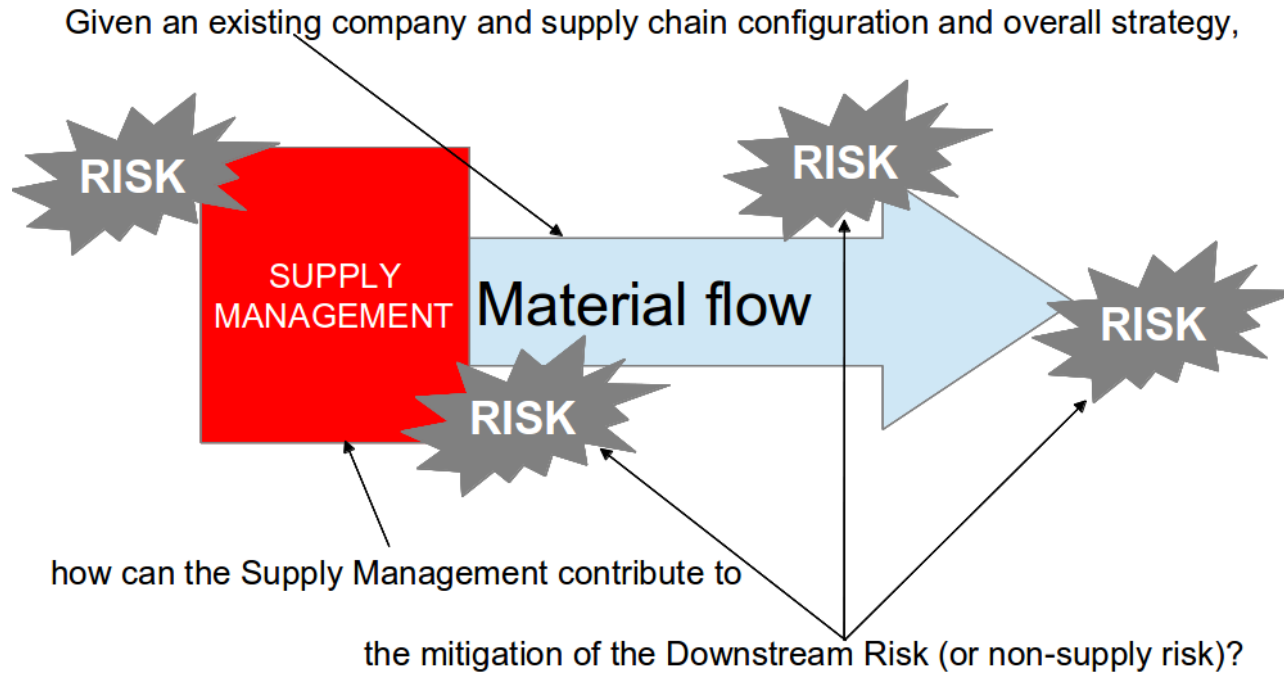 Given an existing company and supply chain configuration and overall strategy,
RISK
RISK
SUPPLY
MANAGEMENT
Material flow
RISK
RISK
how can the Supply Management contribute to
the mitigation of the Downstream Risk (or non-supply risk)?